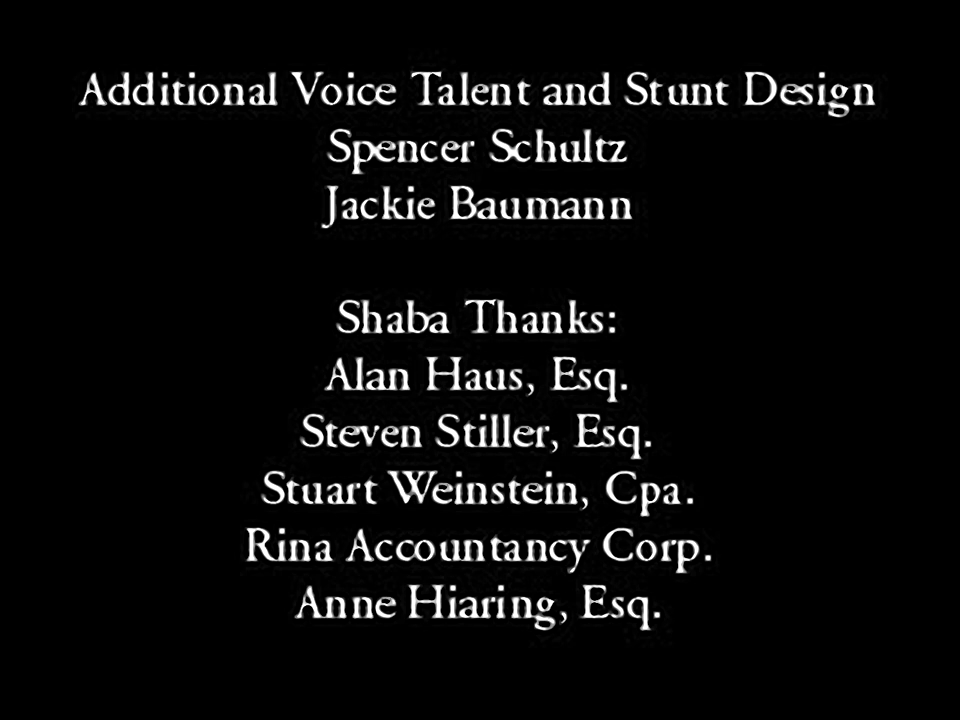 Additional Voice Talent and Stunt Design
Spencer Schultz
Jackie Baumann
Shaba Thanks:
Alan Haus, Esq.
Steven Stiller, Esq.
Stuart Weinstein, Cpa.
Rina Accountancy Corp.
Anne Hiaring, Esq.